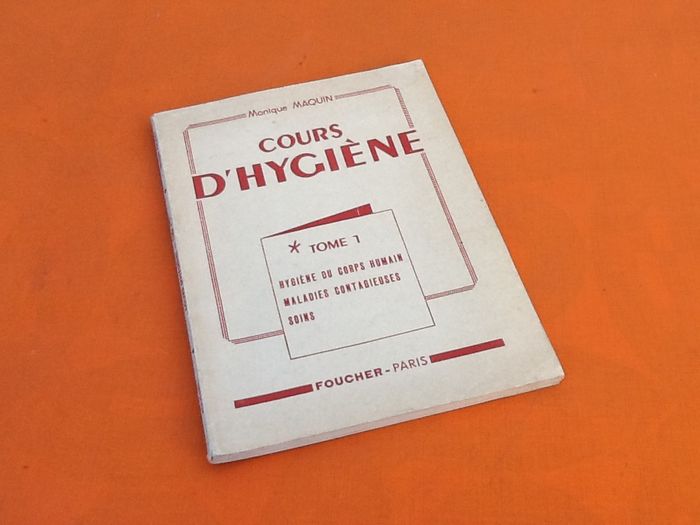 Monique MAQUIN
COURS
D'HYGIÈNE
* TOME 1
HYGIÈNE DU CORPS HUMAIN
MALADIES CONTAGIEUSES
SOINS
FOUCHER-PARIS